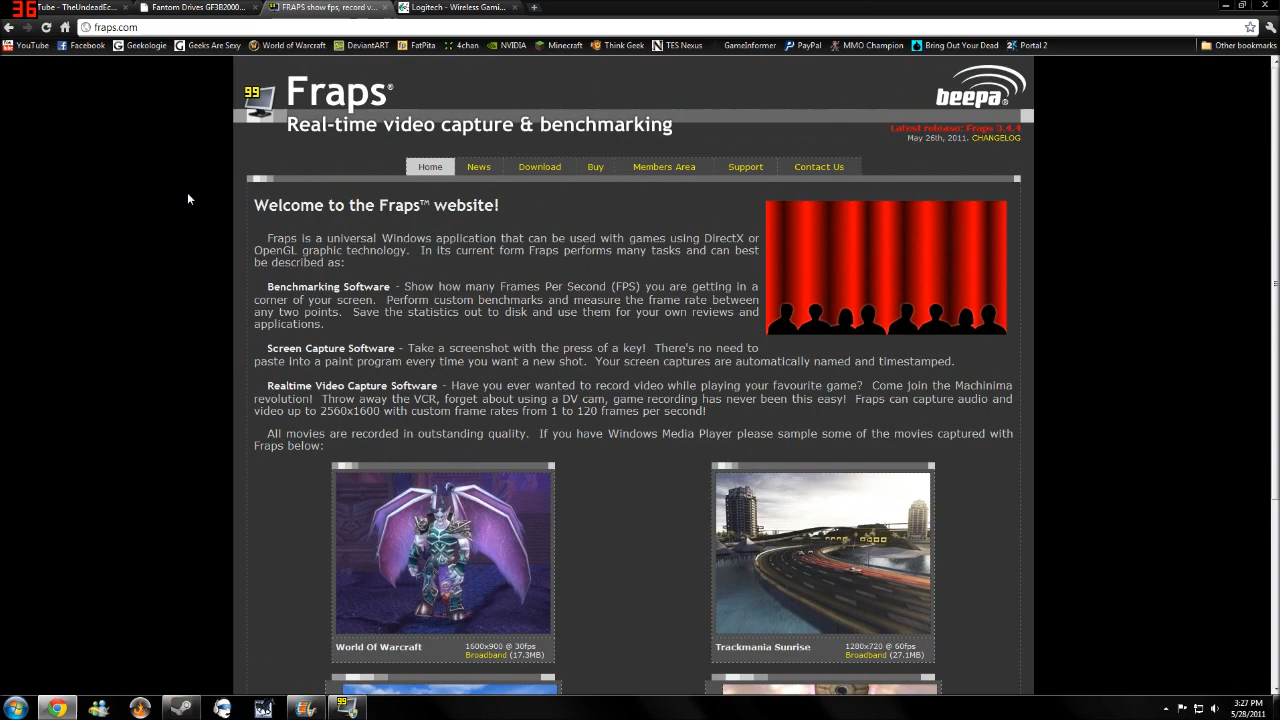 36
Tube - TheUndeadEc...
Fantom Drives GF3B2000...
FRAPS show fps, record v...
Logitech - Wireless Gami...
fraps.com
YouTube
Facebook
Geekologie
Geeks Are Sexy
World of Warcraft
DeviantART
FatPita
4chan
NVIDIA
Minecraft
Think Geek
TES Nexus
GameInformer
PayPal
MMO Champion
Bring Out Your Dead
Portal 2
Other bookmarks
99
Fraps®
Real-time video capture & benchmarking
beepa®
Latest release: Fraps 3.4.4
May 26th, 2011. CHANGELOG
Home
News
Download
Buy
Members Area
Support
Contact Us
Welcome to the Fraps™ website!
Fraps is a universal Windows application that can be used with games using DirectX or
OpenGL graphic technology. In its current form Fraps performs many tasks and can best
be described as:
Benchmarking Software - Show how many Frames Per Second (FPS) you are getting in a
corner of your screen. Perform custom benchmarks and measure the frame rate between
any two points. Save the statistics out to disk and use them for your own reviews and
applications.
Screen Capture Software - Take a screenshot with the press of a key! There's no need to
paste into a paint program every time you want a new shot. Your screen captures are automatically named and timestamped.
Realtime Video Capture Software - Have you ever wanted to record video while playing your favourite game? Come join the Machinima
revolution! Throw away the VCR, forget about using a DV cam, game recording has never been this easy! Fraps can capture audio and
video up to 2560x1600 with custom frame rates from 1 to 120 frames per second!
All movies are recorded in outstanding quality. If you have Windows Media Player please sample some of the movies captured with
Fraps below:
World Of Warcraft
1600x900 @ 30fps
Broadband (17.3MB)
Trackmania Sunrise
1280x720 @ 60fps
Broadband (27.1MB)
99
3:27 PM
5/28/2011